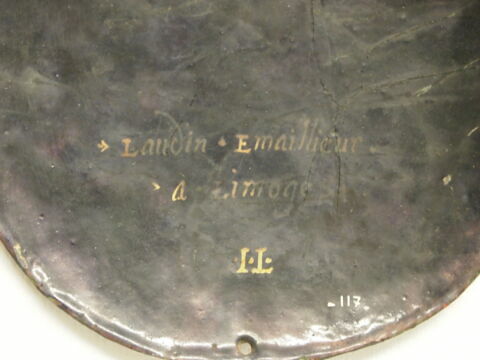 Laudin · Emaillieur
à Limoge
·I·L·
117